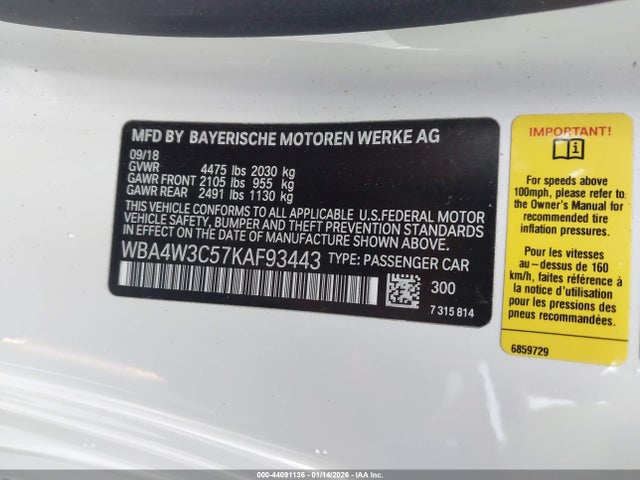 MFD BY BAYERISCHE MOTOREN WERKE AG
09/18
GVWR 4475 lbs 2030 kg
GAWR FRONT 2105 lbs 955 kg
GAWR REAR 2491 lbs 1130 kg
THIS VEHICLE CONFORMS TO ALL APPLICABLE U.S.FEDERAL MOTOR
VEHICLE SAFETY, BUMPER AND THEFT PREVENTION STANDARDS
IN EFFECT ON THE DATE OF MANUFACTURE SHOWN ABOVE.
WBA4W3C57KAF93443 TYPE: PASSENGER CAR
300
7 315 814
IMPORTANT!
For speeds above
100mph, please refer to
the Owner's Manual for
recommended tire
inflation pressures.
Pour les vitesses
au-dessus de 160
km/h, faire référence à
la notice d'utilisation
pour les pressions des
pneus recommandées.
6859729
000-44091136 - 01/14/2026 - IAA Inc.